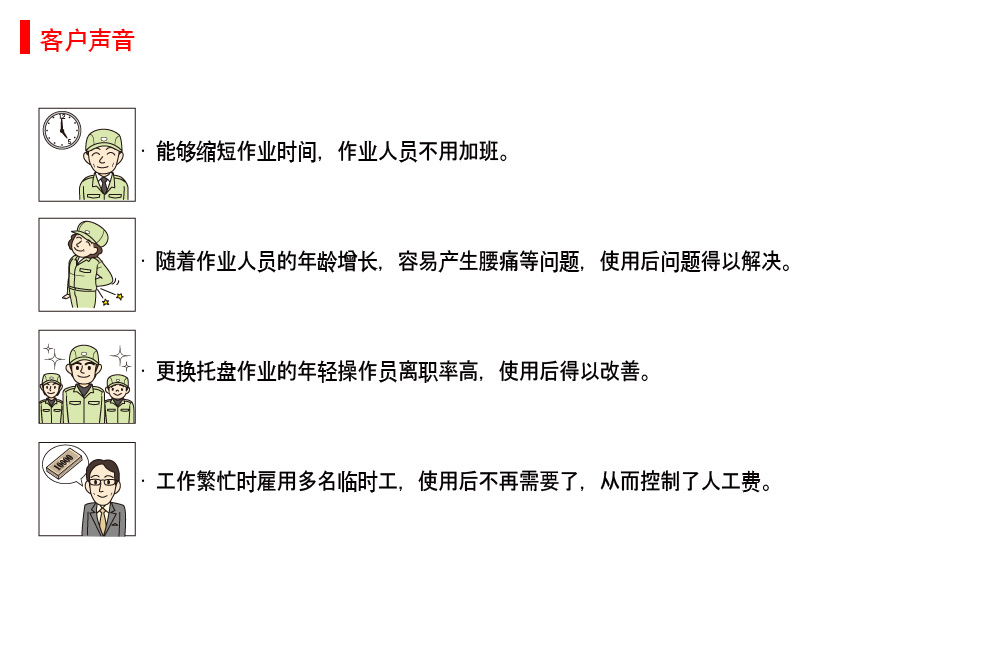 客户声音
· 能够缩短作业时间，作业人员不用加班。
· 随着作业人员的年龄增长，容易产生腰痛等问题，使用后问题得以解决。
· 更换托盘作业的年轻操作员离职率高，使用后得以改善。
· 工作繁忙时雇用多名临时工，使用后不再需要了，从而控制了人工费。
12
6
10000